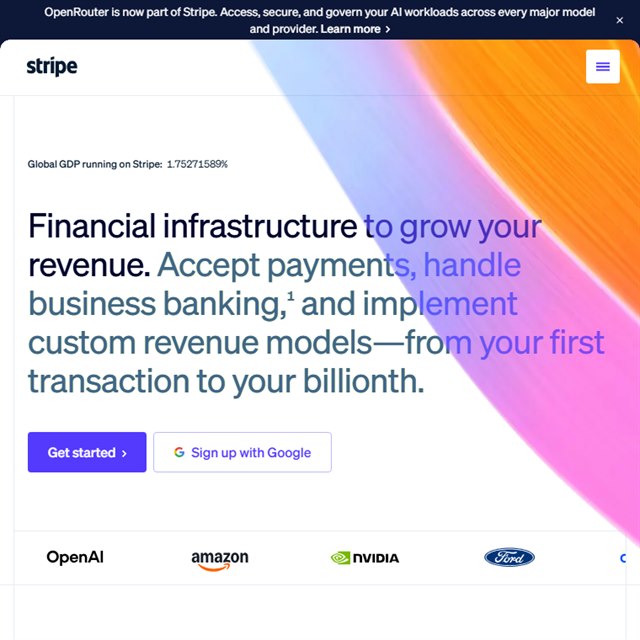 OpenRouter is now part of Stripe. Access, secure, and govern your AI workloads across every major model
and provider. Learn more ›
stripe
Global GDP running on Stripe: 1.75271589%
Financial infrastructure to grow your
revenue. Accept payments, handle
business banking,¹ and implement
custom revenue models—from your first
transaction to your billionth.
Get started ›
Sign up with Google
OpenAI
amazon
NVIDIA
Ford